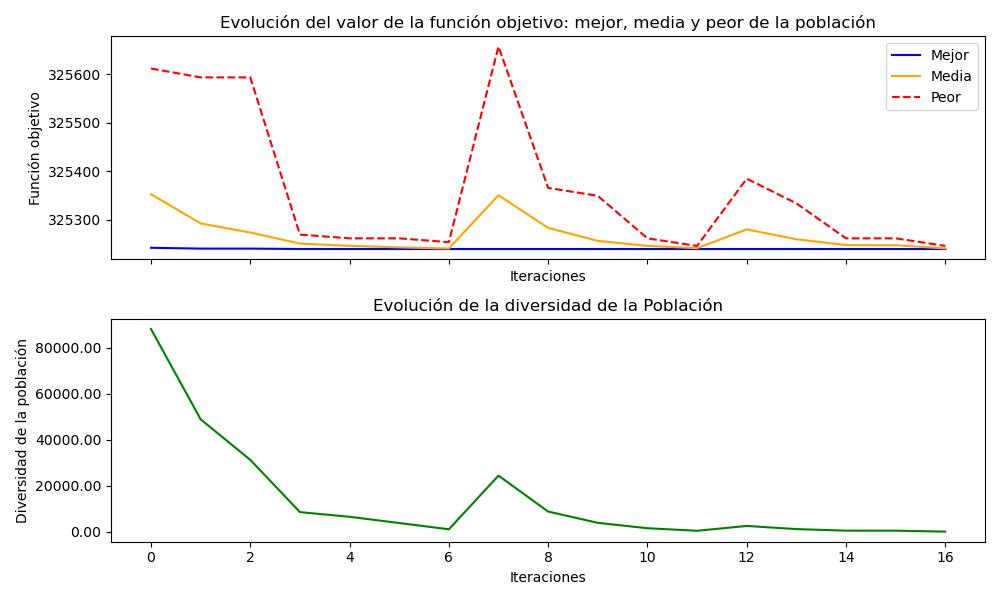 Evolución del valor de la función objetivo: mejor, media y peor de la población
Función objetivo
325600
325500
325400
325300
Mejor
Media
Peor
Iteraciones
Evolución de la diversidad de la Población
Diversidad de la población
80000.00
60000.00
40000.00
20000.00
0.00
0 2 4 6 8 10 12 14 16
Iteraciones